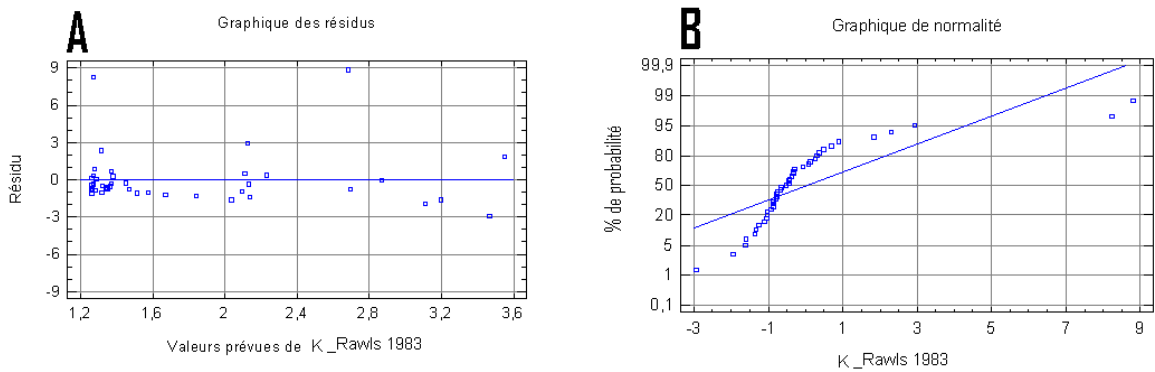 A
Graphique des résidus
Résidu
9
6
3
0
-3
-6
-9
1,2 1,6 2 2,4 2,8 3,2 3,6
Valeurs prévues de K_Rawls 1983
B
Graphique de normalité
% de probabilité
99,9
99
95
80
50
20
5
1
0,1
-3 -1 1 3 5 7 9
K_Rawls 1983